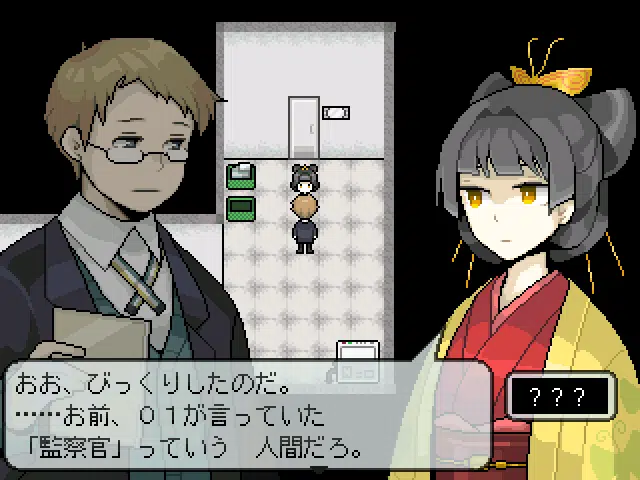 おお、びっくりしたのだ。
……お前、０１が言っていた
「監察官」っていう　人間だろ。
？？？